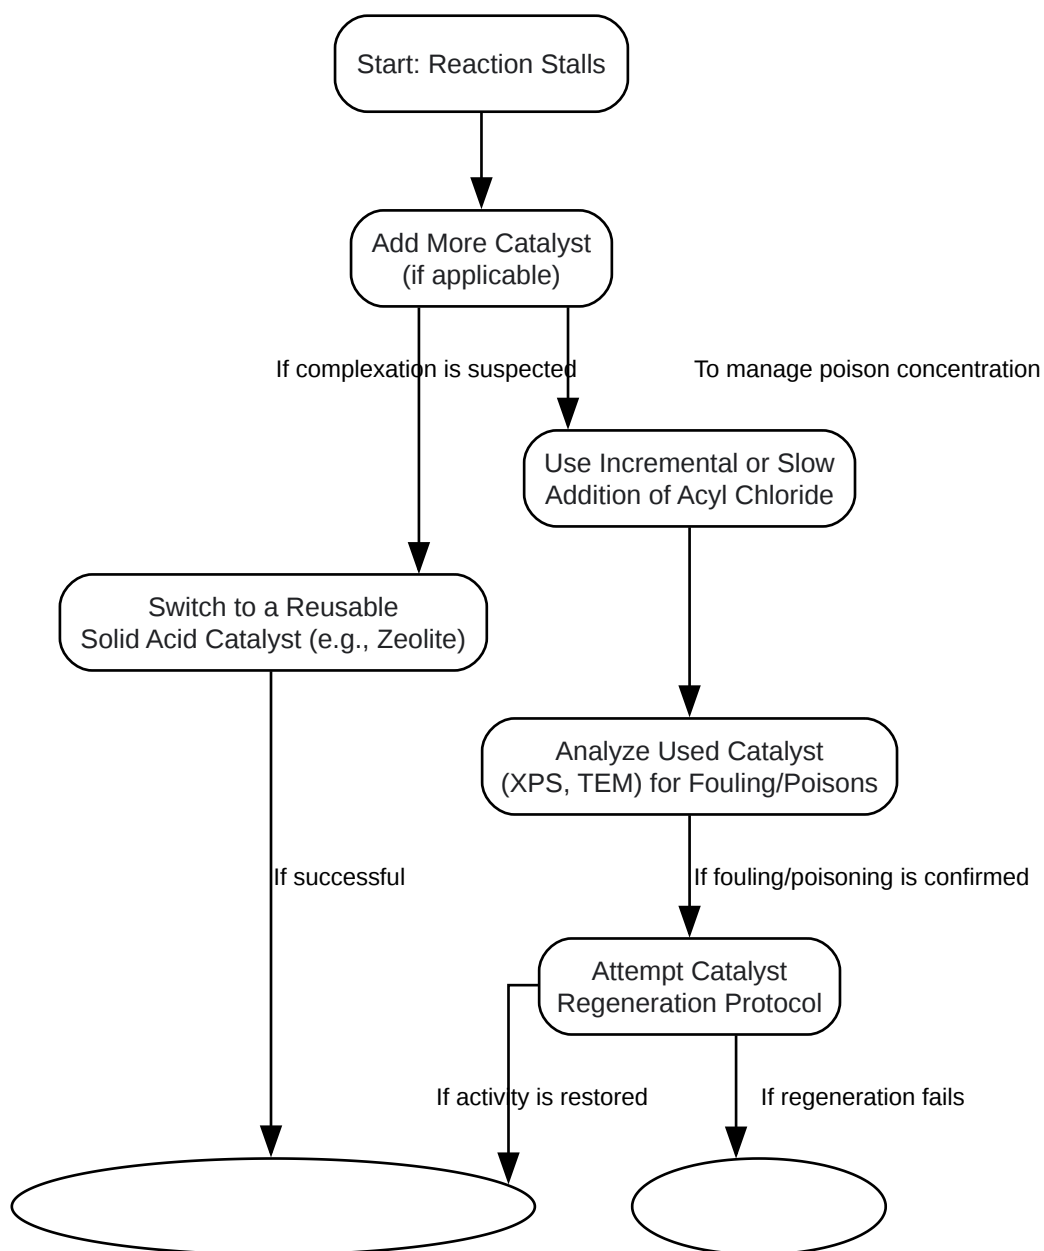 Start: Reaction Stalls
Add More Catalyst
(if applicable)
If complexation is suspected
To manage poison concentration
Use Incremental or Slow
Addition of Acyl Chloride
Switch to a Reusable
Solid Acid Catalyst (e.g., Zeolite)
Analyze Used Catalyst
(XPS, TEM) for Fouling/Poisons
If successful
If fouling/poisoning is confirmed
Attempt Catalyst
Regeneration Protocol
If activity is restored
If regeneration fails